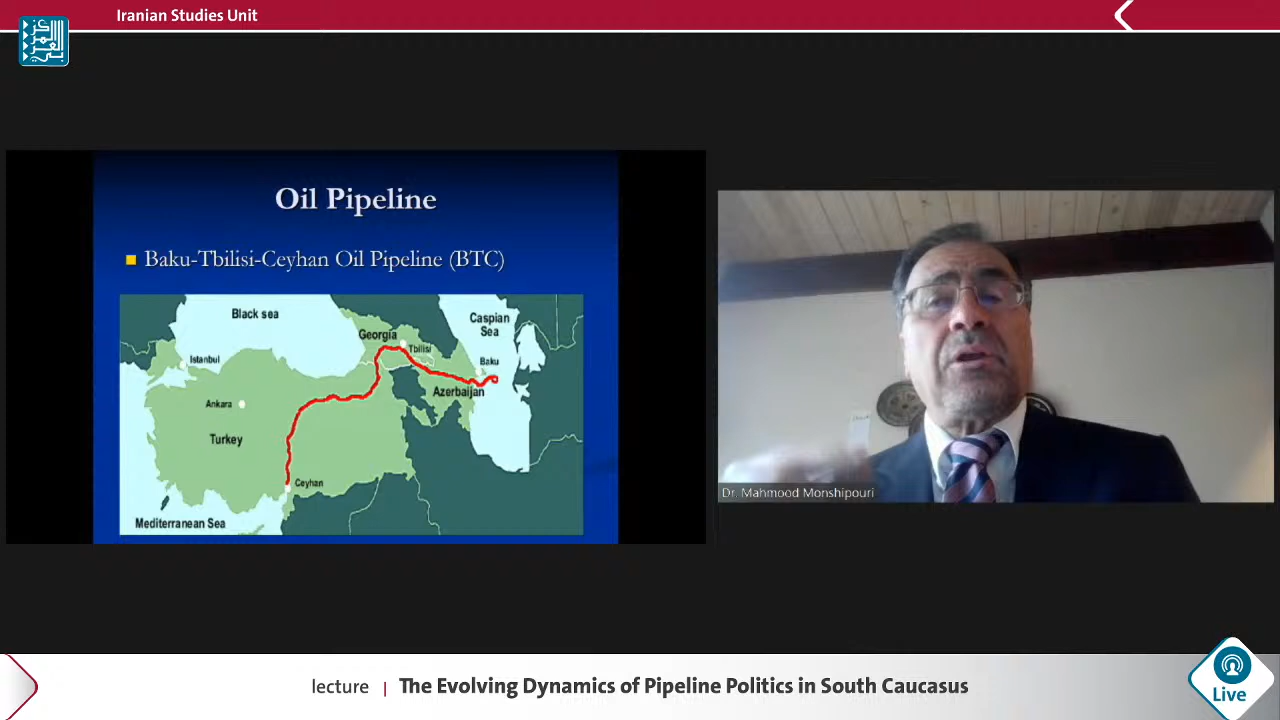 Iranian Studies Unit
المركز
العربي
Oil Pipeline
Baku-Tbilisi-Ceyhan Oil Pipeline (BTC)
Black sea
Caspian
Sea
Georgia
Tbilisi
Istanbul
Baku
Azerbaijan
Ankara
Turkey
Ceyhan
Mediterranean Sea
Dr. Mahmood Monshipouri
lecture | The Evolving Dynamics of Pipeline Politics in South Caucasus
Live